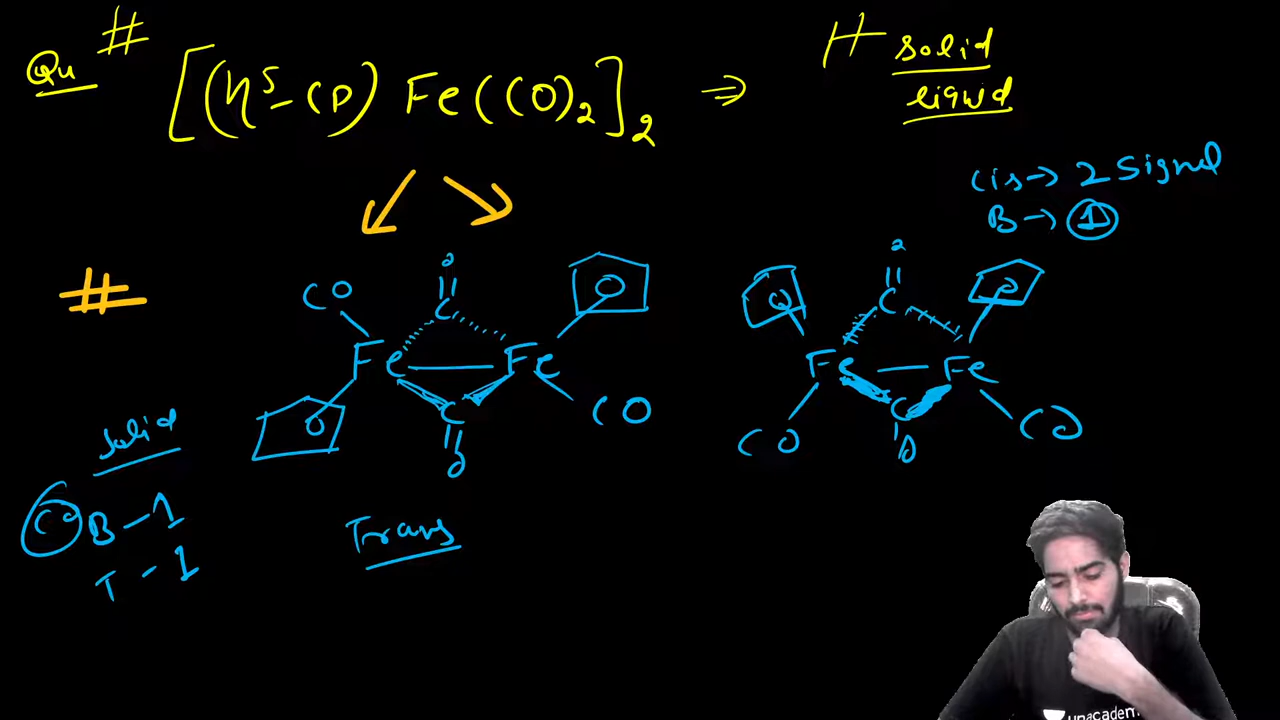 Qu # [(η5-Cp) Fe(CO)2]2 ⇒ # solid
liquid
Cis → 2 Signal
B → 1
O O
CO C C
Fe Fe Fe Fe
C CO C CO CO
O O
solid
CO B - 1
T - 1
Trans
unacadem